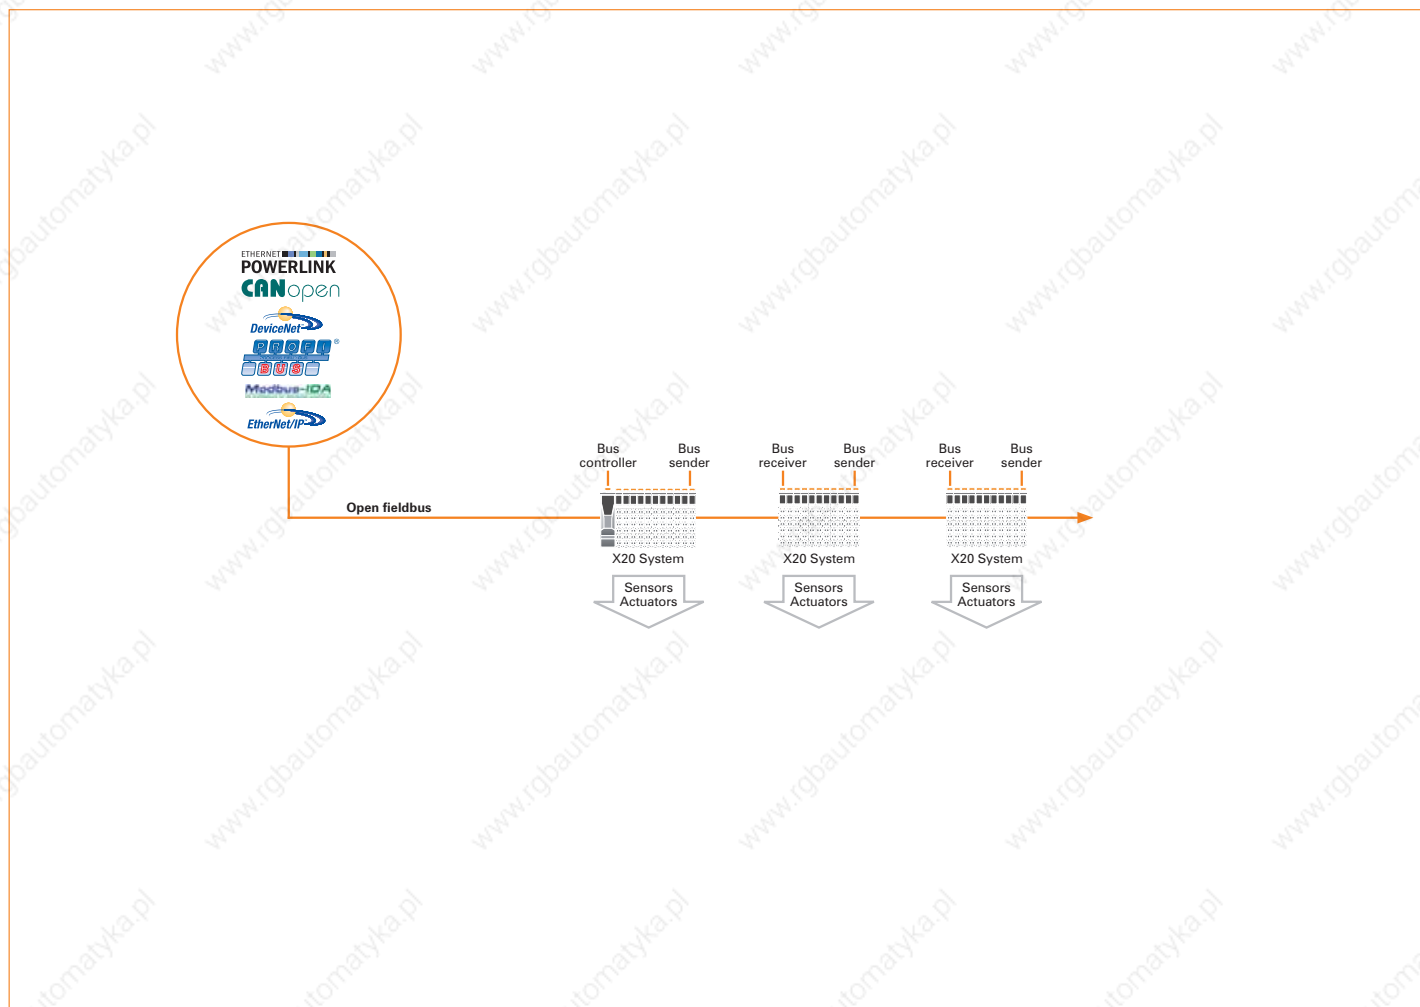 ETHERNET
POWERLINK
CANopen
DeviceNet
PROFI®
BUS
Modbus-IDA
EtherNet/IP
Open fieldbus
Bus controller
Bus sender
Bus receiver
Bus sender
Bus receiver
Bus sender
X20 System
X20 System
X20 System
Sensors
Actuators
Sensors
Actuators
Sensors
Actuators
www.rgbautomatyka.pl